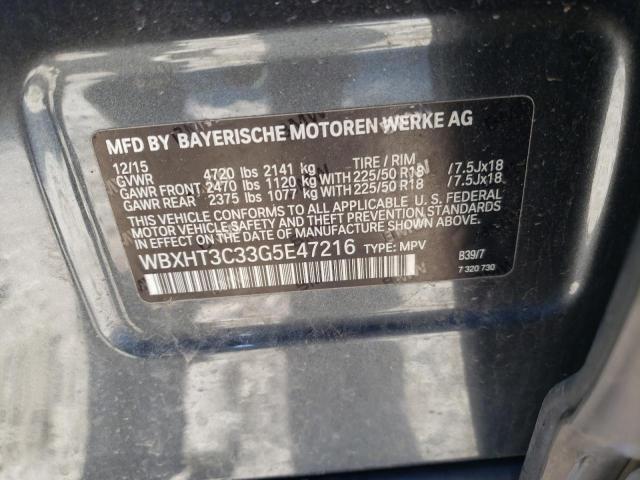 MFD BY BAYERISCHE MOTOREN WERKE AG
12/15 TIRE / RIM
GVWR 4720 lbs 2141 kg
GAWR FRONT 2470 lbs 1120 kg WITH 225/50 R18 /7.5Jx18
GAWR REAR 2375 lbs 1077 kg WITH 225/50 R18 /7.5Jx18
THIS VEHICLE CONFORMS TO ALL APPLICABLE U.S. FEDERAL
MOTOR VEHICLE SAFETY, BUMPER, AND THEFT PREVENTION STANDARDS
IN EFFECT ON THE DATE OF MANUFACTURE SHOWN ABOVE.
WBXHT3C33G5E47216 TYPE: MPV B39/7
7 320 730